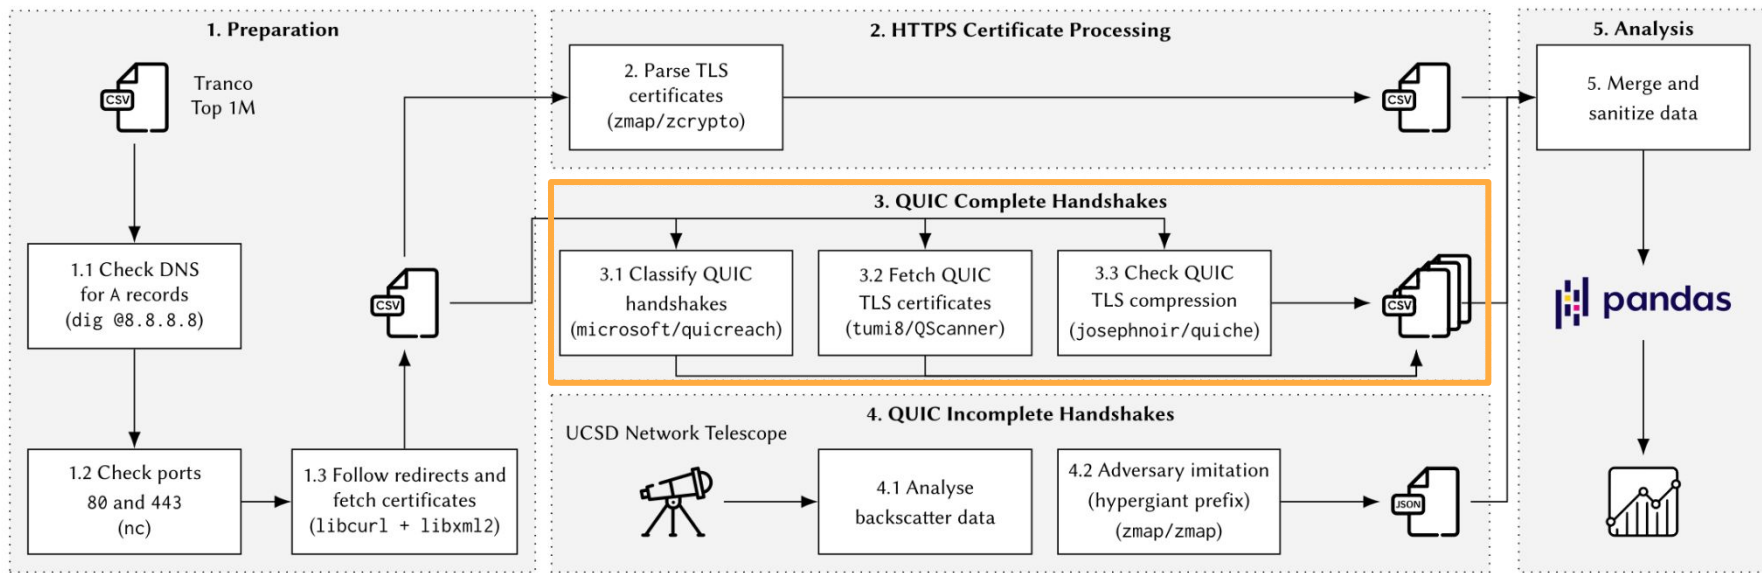 1. Preparation
CSV
Tranco
Top 1M
1.1 Check DNS
for A records
(dig @8.8.8.8)
1.2 Check ports
80 and 443
(nc)
1.3 Follow redirects and
fetch certificates
(libcurl + libxml2)
CSV
2. HTTPS Certificate Processing
2. Parse TLS
certificates
(zmap/zcrypto)
CSV
3. QUIC Complete Handshakes
3.1 Classify QUIC
handshakes
(microsoft/quicreach)
3.2 Fetch QUIC
TLS certificates
(tumi8/QScanner)
3.3 Check QUIC
TLS compression
(josephnoir/quiche)
CSV
4. QUIC Incomplete Handshakes
UCSD Network Telescope
4.1 Analyse
backscatter data
4.2 Adversary imitation
(hypergiant prefix)
(zmap/zmap)
JSON
5. Analysis
5. Merge and
sanitize data
pandas